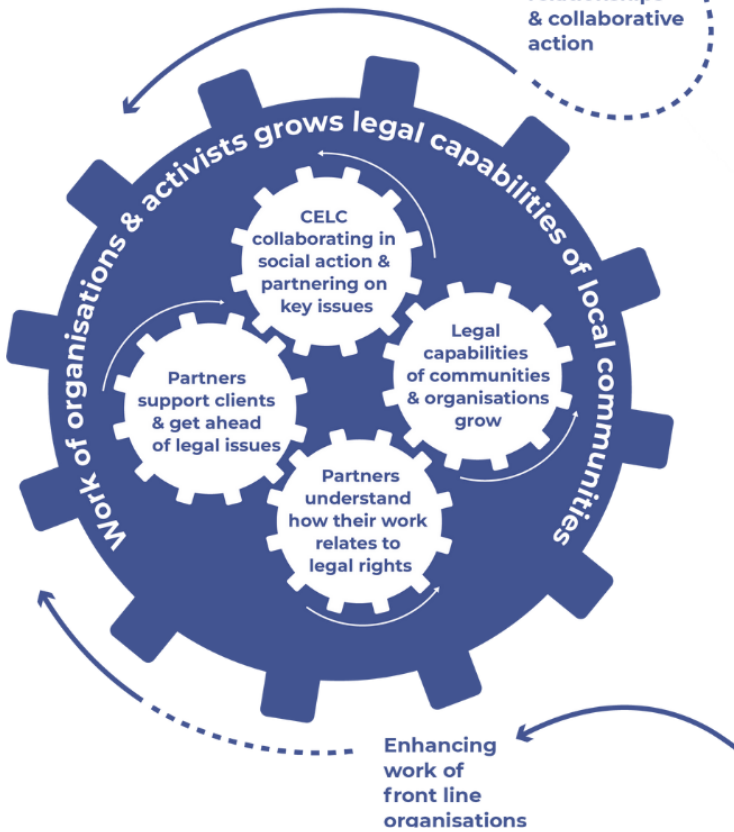 & collaborative
action
Work of organisations & activists grows legal capabilities of local communities
CELC
collaborating in
social action &
partnering on
key issues
Legal
capabilities
of communities
& organisations
grow
Partners
support clients
& get ahead
of legal issues
Partners
understand
how their work
relates to
legal rights
Enhancing
work of
front line
organisations